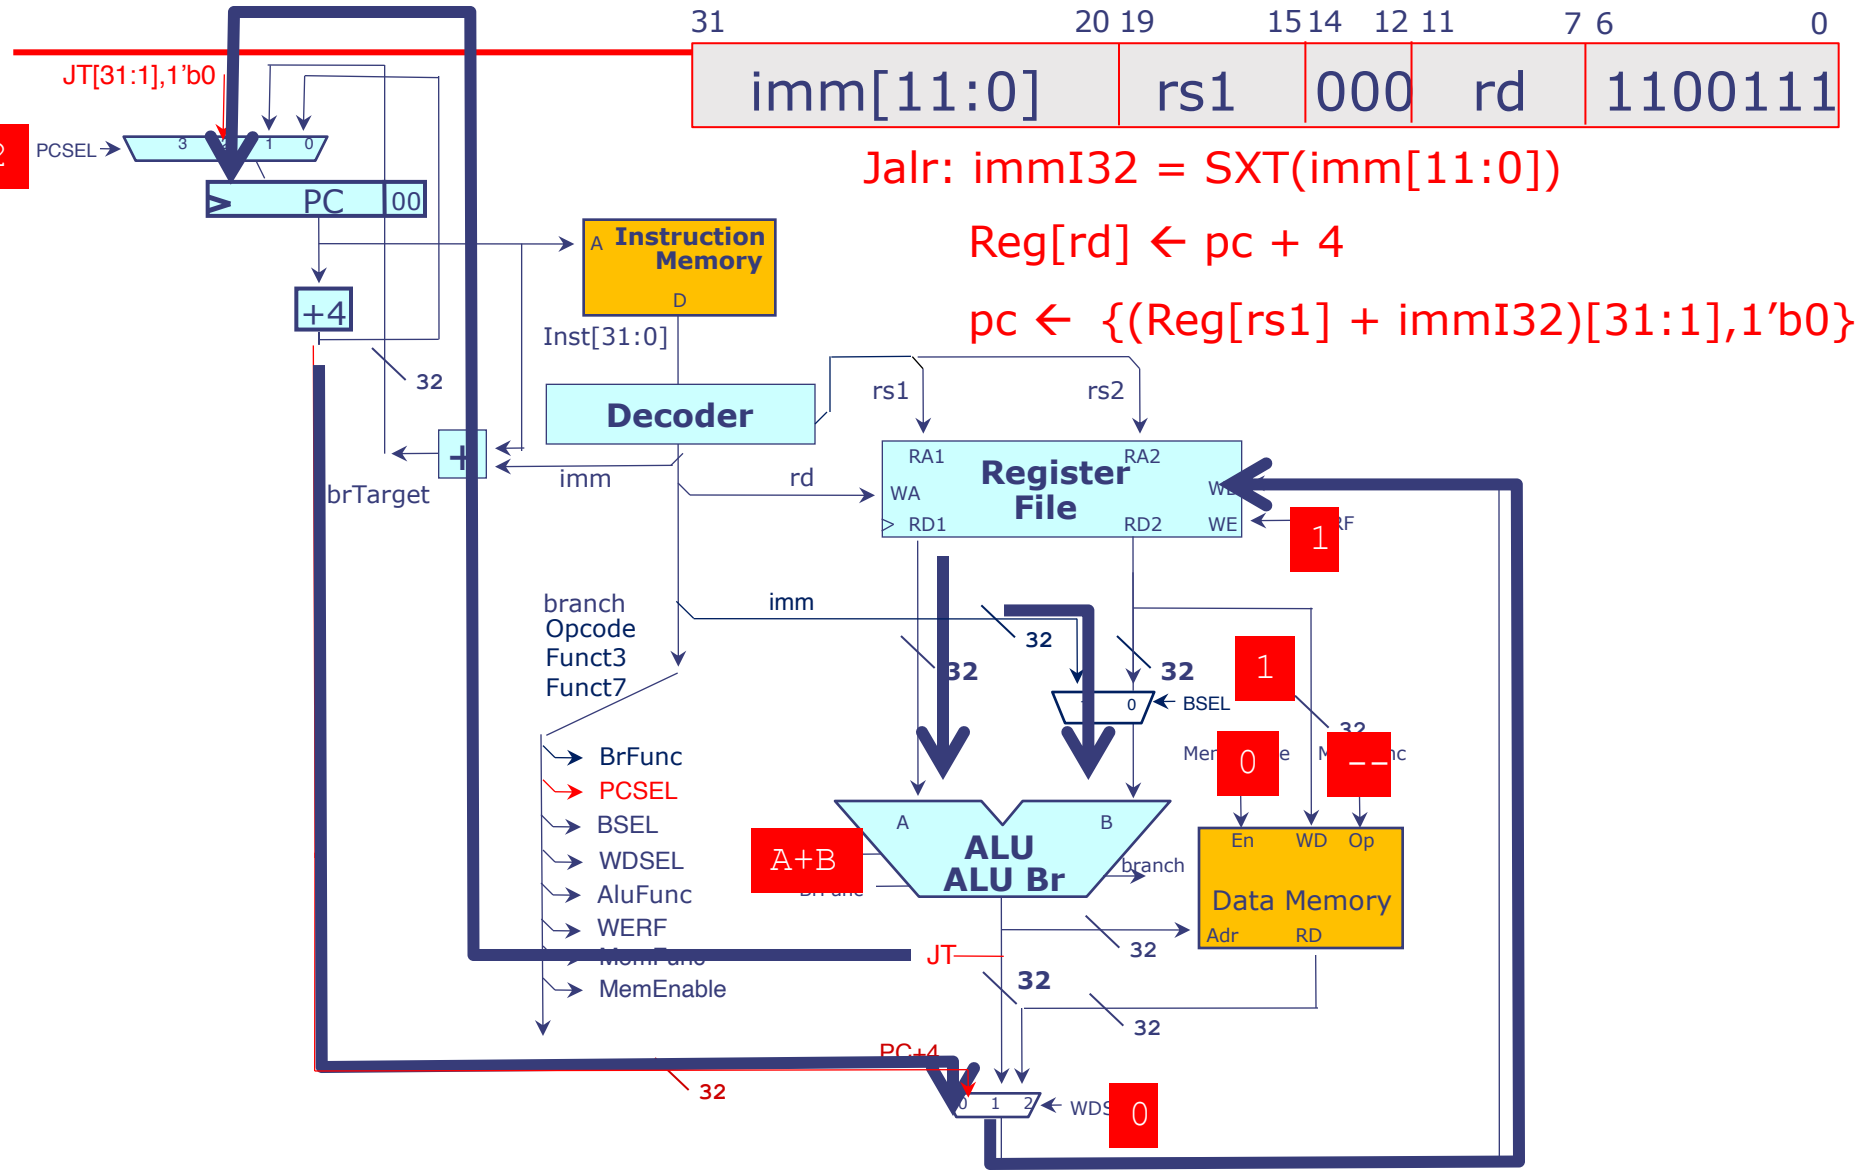 31 20 19 15 14 12 11 7 6 0
imm[11:0] rs1 000 rd 1100111
JT[31:1],1'b0
PCSEL 3 1 0
2
PC 00
Jalr: immI32 = SXT(imm[11:0])
Reg[rd] ← pc + 4
pc ← {(Reg[rs1] + immI32)[31:1],1'b0}
A Instruction
Memory
D
+4
Inst[31:0]
32
Decoder
rs1 rs2
+
imm
brTarget
rd
RA1 RA2
Register
File
WA
RD1 RD2 WE
1
branch
Opcode
Funct3
Funct7
imm
32
32
32
0
BSEL
1
32
0
--
BrFunc
PCSEL
BSEL
WDSEL
AluFunc
WERF
MemFunc
MemEnable
A B
ALU
ALU Br
A+B
BrFunc
branch
En WD Op
Data Memory
Adr RD
32
JT
32
32
PC+4
32
0 1 2
0